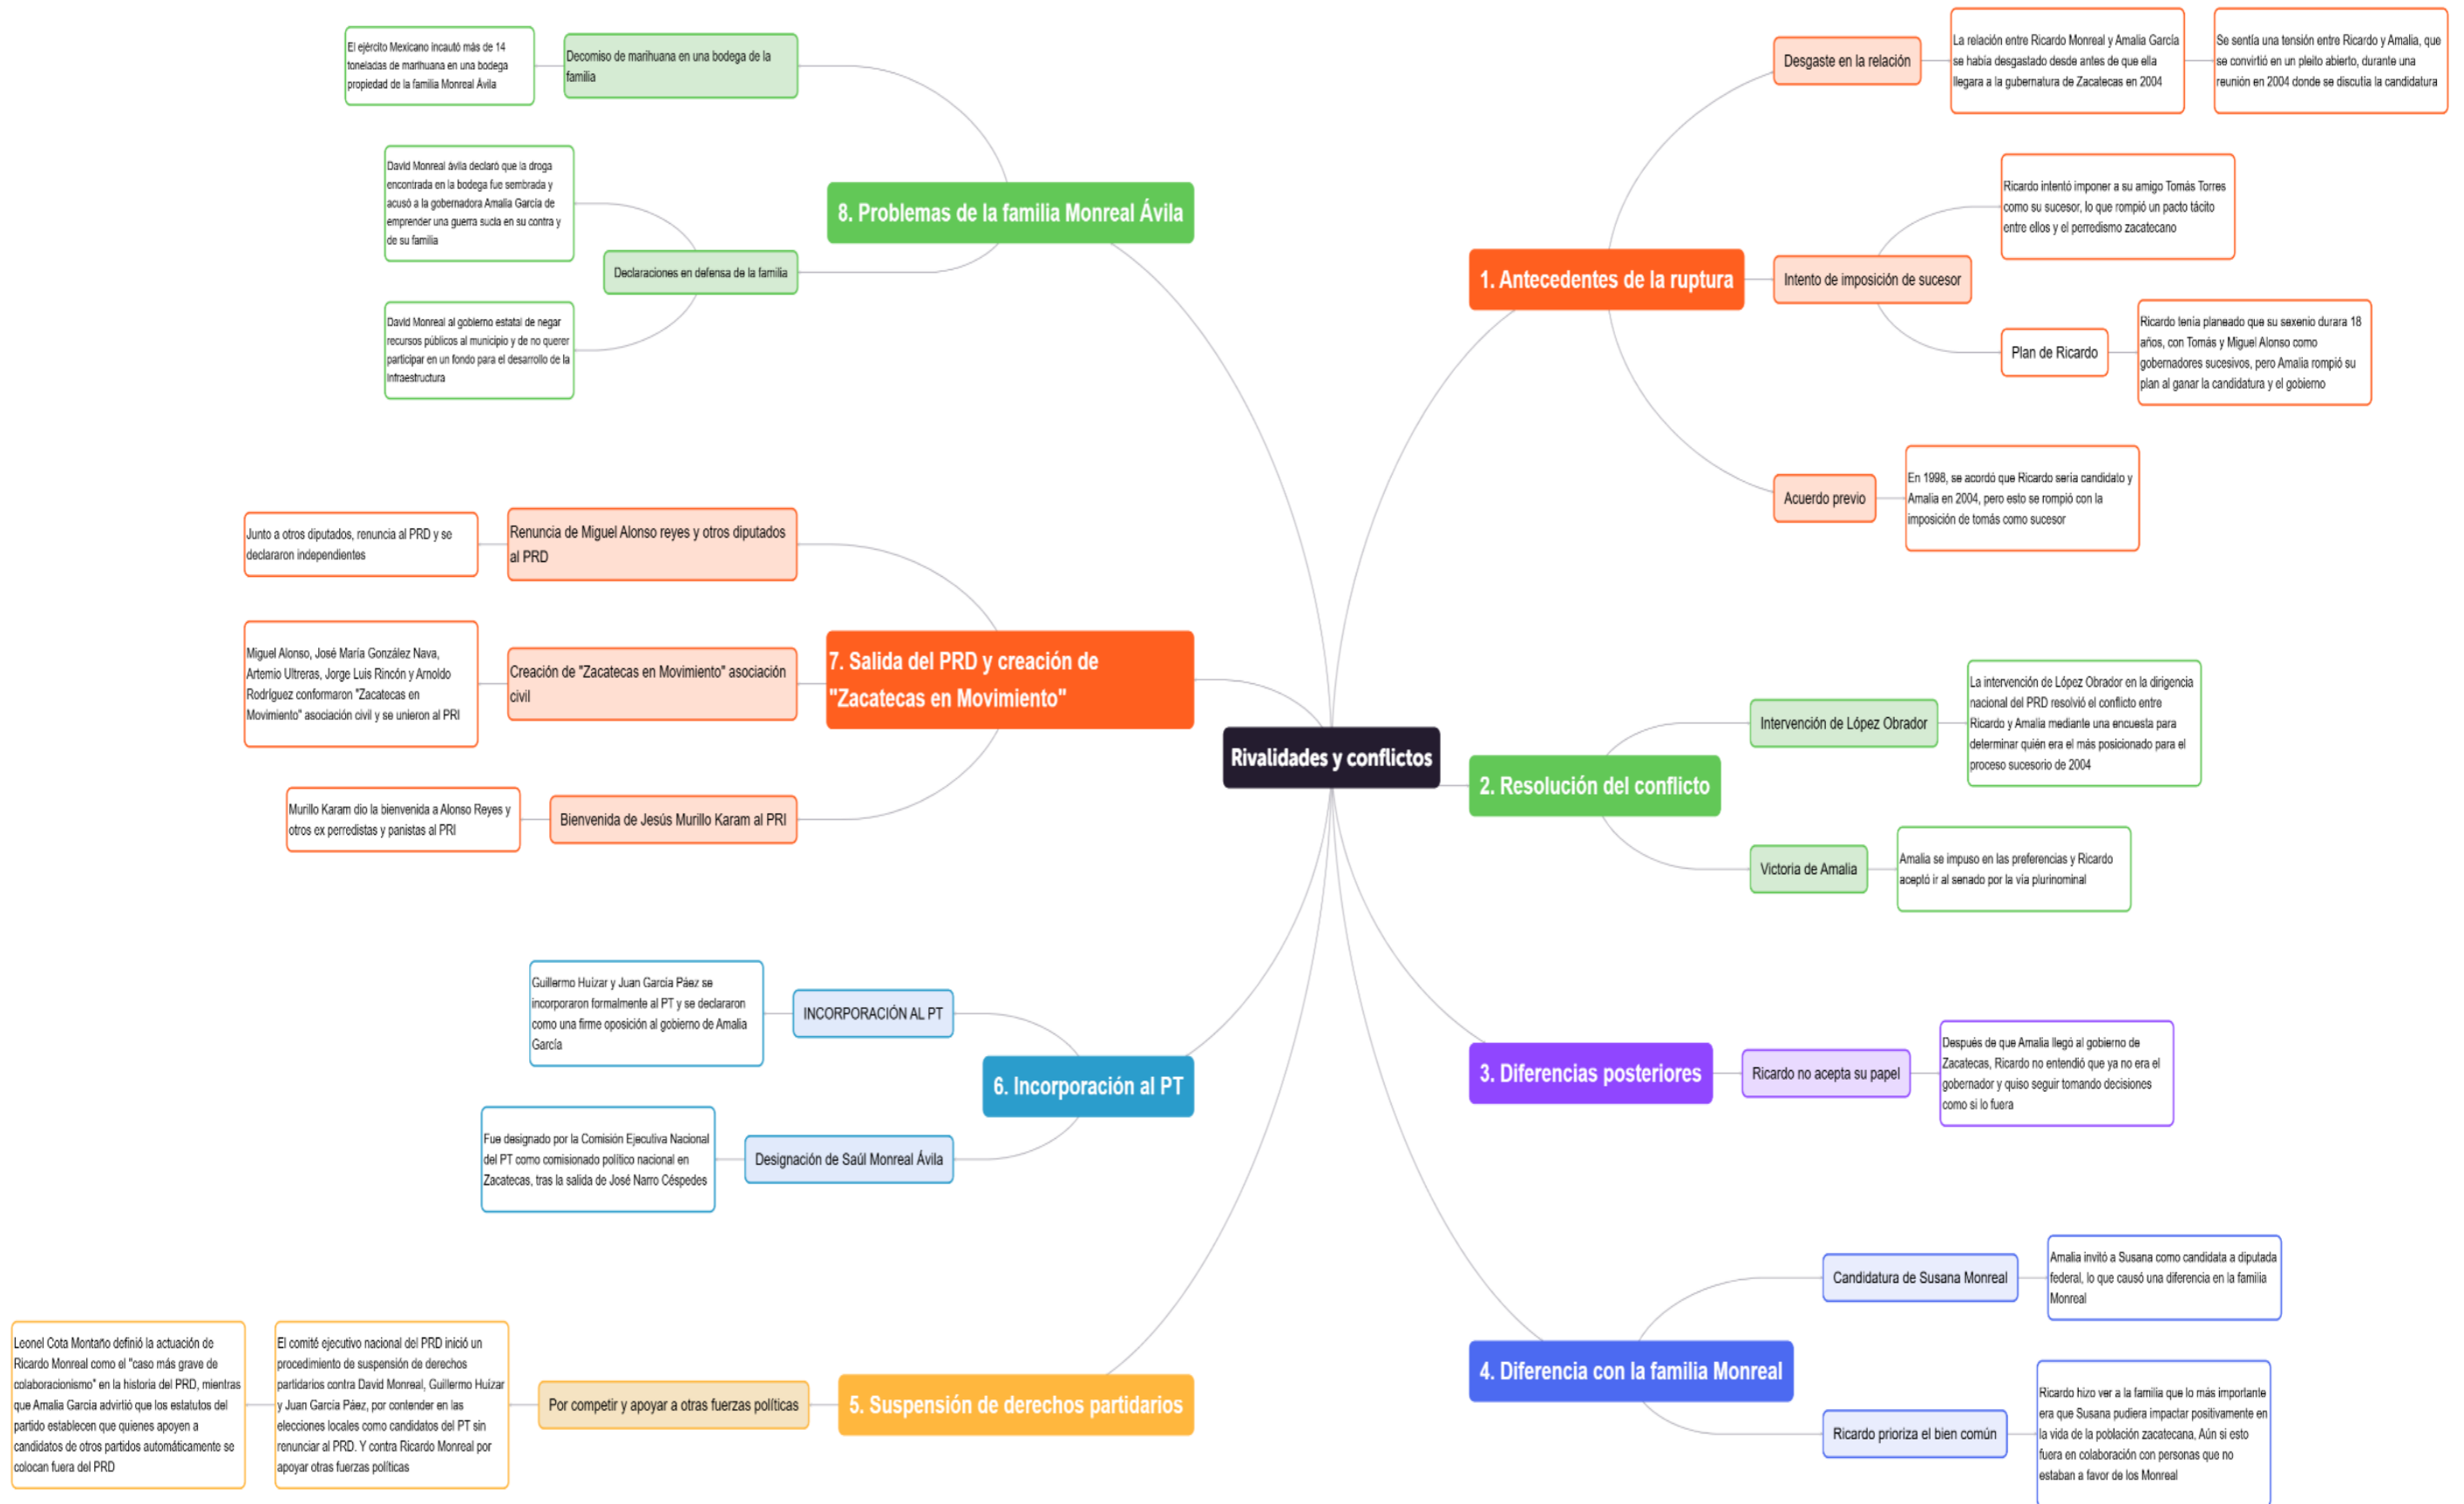 Rivalidades y conflictos
1. Antecedentes de la ruptura
Desgaste en la relación
La relación entre Ricardo Monreal y Amalia García
se había desgastado desde antes de que ella
llegara a la gubernatura de Zacatecas en 2004
Se sentía una tensión entre Ricardo y Amalia, que
se convirtió en un pleito abierto, durante una
reunión en 2004 donde se discutía la candidatura
Intento de imposición de sucesor
Ricardo intentó imponer a su amigo Tomás Torres
como su sucesor, lo que rompió un pacto tácito
entre ellos y el perredismo zacatecano
Plan de Ricardo
Ricardo tenía planeado que su sexenio durara 18
años, con Tomás y Miguel Alonso como
gobernadores sucesivos, pero Amalia rompió su
plan al ganar la candidatura y el gobierno
Acuerdo previo
En 1998, se acordó que Ricardo sería candidato y
Amalia en 2004, pero esto se rompió con la
imposición de tomás como sucesor
2. Resolución del conflicto
Intervención de López Obrador
La intervención de López Obrador en la dirigencia
nacional del PRD resolvió el conflicto entre
Ricardo y Amalia mediante una encuesta para
determinar quién era el más posicionado para el
proceso sucesorio de 2004
Victoria de Amalia
Amalia se impuso en las preferencias y Ricardo
aceptó ir al senado por la vía plurinominal
3. Diferencias posteriores
Ricardo no acepta su papel
Después de que Amalia llegó al gobierno de
Zacatecas, Ricardo no entendió que ya no era el
gobernador y quiso seguir tomando decisiones
como si lo fuera
4. Diferencia con la familia Monreal
Candidatura de Susana Monreal
Amalia invitó a Susana como candidata a diputada
federal, lo que causó una diferencia en la familia
Monreal
Ricardo prioriza el bien común
Ricardo hizo ver a la familia que lo más importante
era que Susana pudiera impactar positivamente en
la vida de la población zacatecana, Aún si esto
fuera en colaboración con personas que no
estaban a favor de los Monreal
5. Suspensión de derechos partidarios
Por competir y apoyar a otras fuerzas políticas
El comité ejecutivo nacional del PRD inició un
procedimiento de suspensión de derechos
partidarios contra David Monreal, Guillermo Huízar
y Juan García Páez, por contender en las
elecciones locales como candidatos del PT sin
renunciar al PRD. Y contra Ricardo Monreal por
apoyar otras fuerzas políticas
Leonel Cota Montaño definió la actuación de
Ricardo Monreal como el "caso más grave de
colaboracionismo" en la historia del PRD, mientras
que Amalia García advirtió que los estatutos del
partido establecen que quienes apoyen a
candidatos de otros partidos automáticamente se
colocan fuera del PRD
6. Incorporación al PT
INCORPORACIÓN AL PT
Guillermo Huízar y Juan García Páez se
incorporaron formalmente al PT y se declararon
como una firme oposición al gobierno de Amalia
García
Designación de Saúl Monreal Ávila
Fue designado por la Comisión Ejecutiva Nacional
del PT como comisionado político nacional en
Zacatecas, tras la salida de José Narro Céspedes
7. Salida del PRD y creación de
"Zacatecas en Movimiento"
Renuncia de Miguel Alonso reyes y otros diputados
al PRD
Junto a otros diputados, renuncia al PRD y se
declararon independientes
Creación de "Zacatecas en Movimiento" asociación
civil
Miguel Alonso, José María González Nava,
Artemio Ultreras, Jorge Luis Rincón y Arnoldo
Rodríguez conformaron "Zacatecas en
Movimiento" asociación civil y se unieron al PRI
Bienvenida de Jesús Murillo Karam al PRI
Murillo Karam dio la bienvenida a Alonso Reyes y
otros ex perredistas y panistas al PRI
8. Problemas de la familia Monreal Ávila
Decomiso de marihuana en una bodega de la
familia
El ejército Mexicano incautó más de 14
toneladas de marihuana en una bodega
propiedad de la familia Monreal Ávila
Declaraciones en defensa de la familia
David Monreal ávila declaró que la droga
encontrada en la bodega fue sembrada y
acusó a la gobernadora Amalia García de
emprender una guerra sucia en su contra y
de su familia
David Monreal al gobierno estatal de negar
recursos públicos al municipio y de no querer
participar en un fondo para el desarrollo de la
Infraestructura